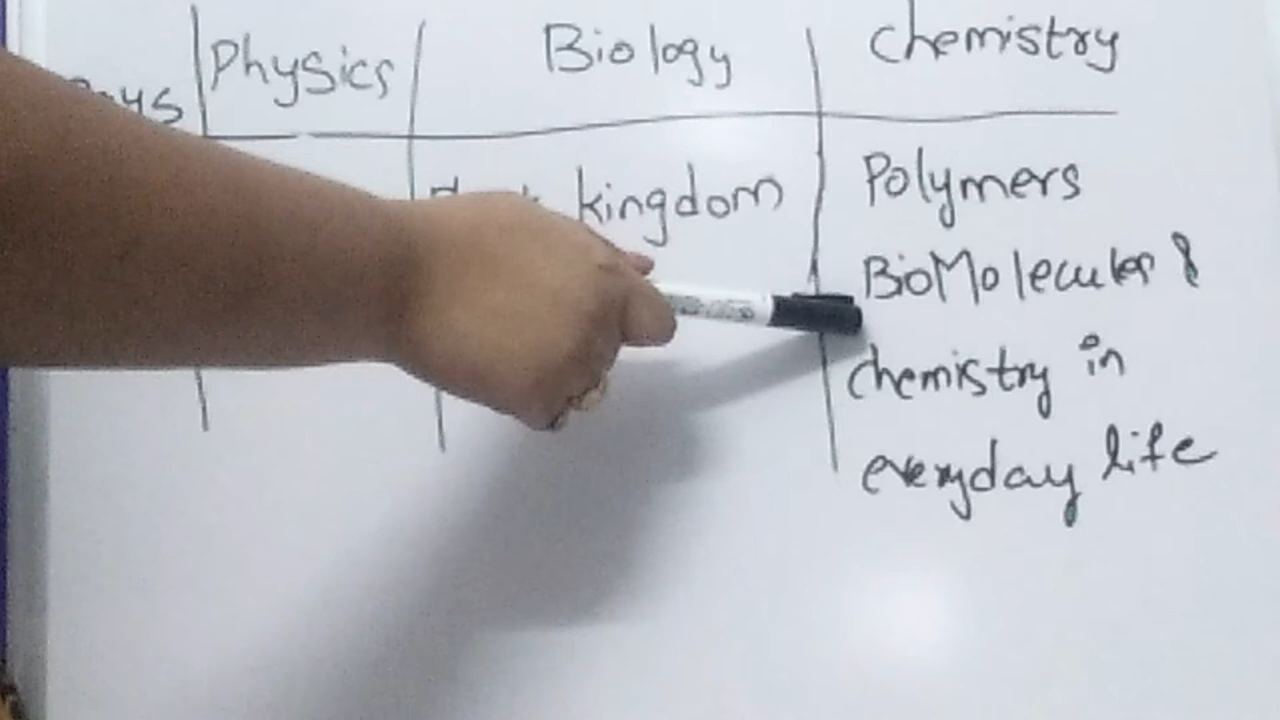 Physics Biology Chemistry
kingdom Polymers
BioMolecules &
Chemistry in
everyday life